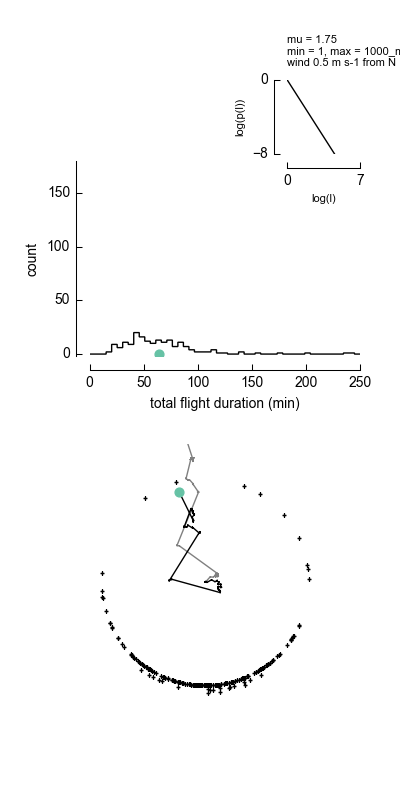 mu = 1.75
min = 1, max = 1000_m
wind 0.5 m s-1 from N
0
−8
log(p(l))
0 7
log(l)
150
100
50
0
count
0 50 100 150 200 250
total flight duration (min)